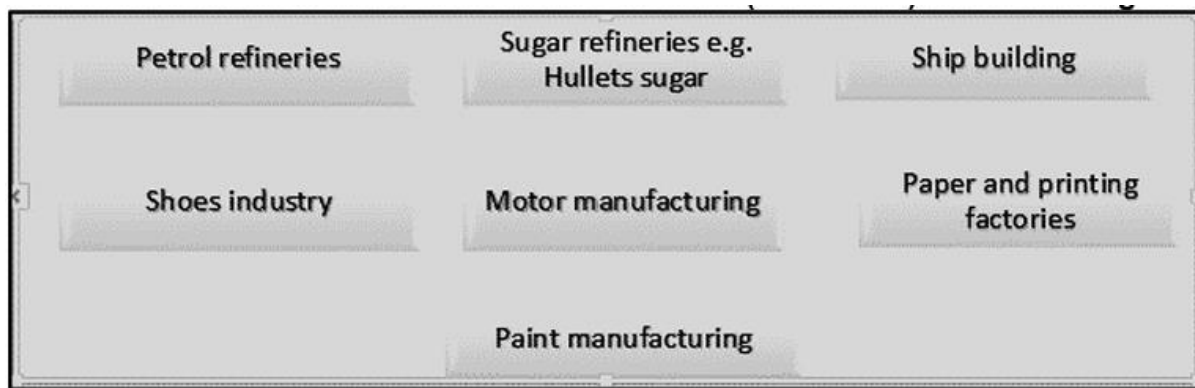 Petrol refineries
Sugar refineries e.g.
Hullets sugar
Ship building
Shoes industry
Motor manufacturing
Paper and printing
factories
Paint manufacturing